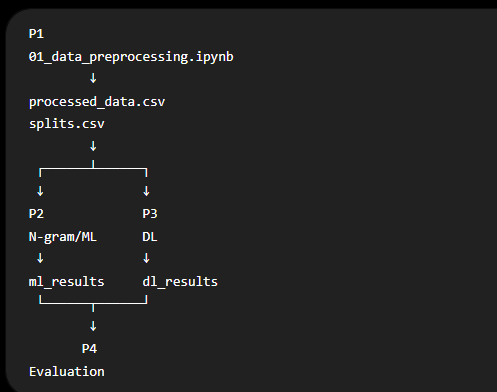 P1
01_data_preprocessing.ipynb
↓
processed_data.csv
splits.csv
↓
↓ ↓
P2 P3
N-gram/ML DL
↓ ↓
ml_results dl_results
↓
P4
Evaluation